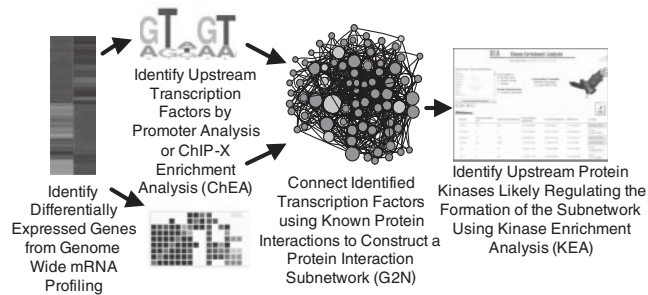 GT GT
Identify Upstream
Transcription
Factors by
Promoter Analysis
or ChIP-X
Enrichment
Analysis (ChEA)
Identify
Differentially
Expressed Genes
from Genome
Wide mRNA
Profiling
Connect Identified
Transcription Factors
using Known Protein
Interactions to Construct a
Protein Interaction
Subnetwork (G2N)
KEA Kinase Enrichment Analysis
Identify Upstream Protein
Kinases Likely Regulating the
Formation of the Subnetwork
Using Kinase Enrichment
Analysis (KEA)